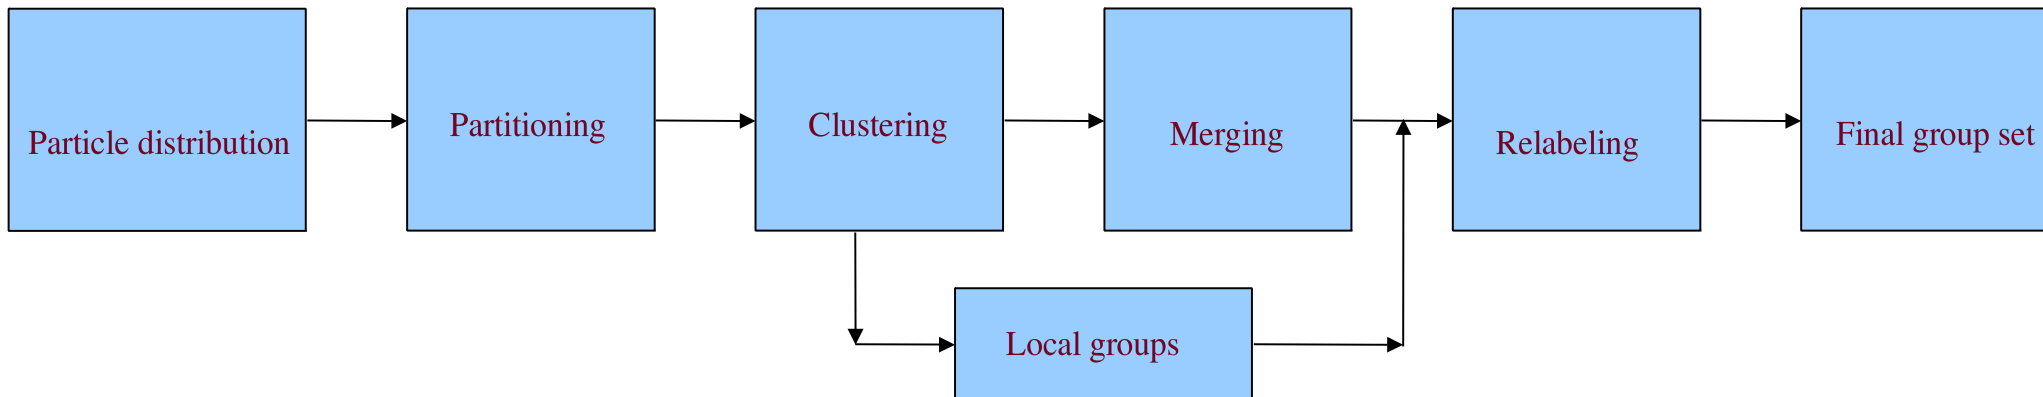 Particle distribution
Partitioning
Clustering
Merging
Relabeling
Final group set
Local groups